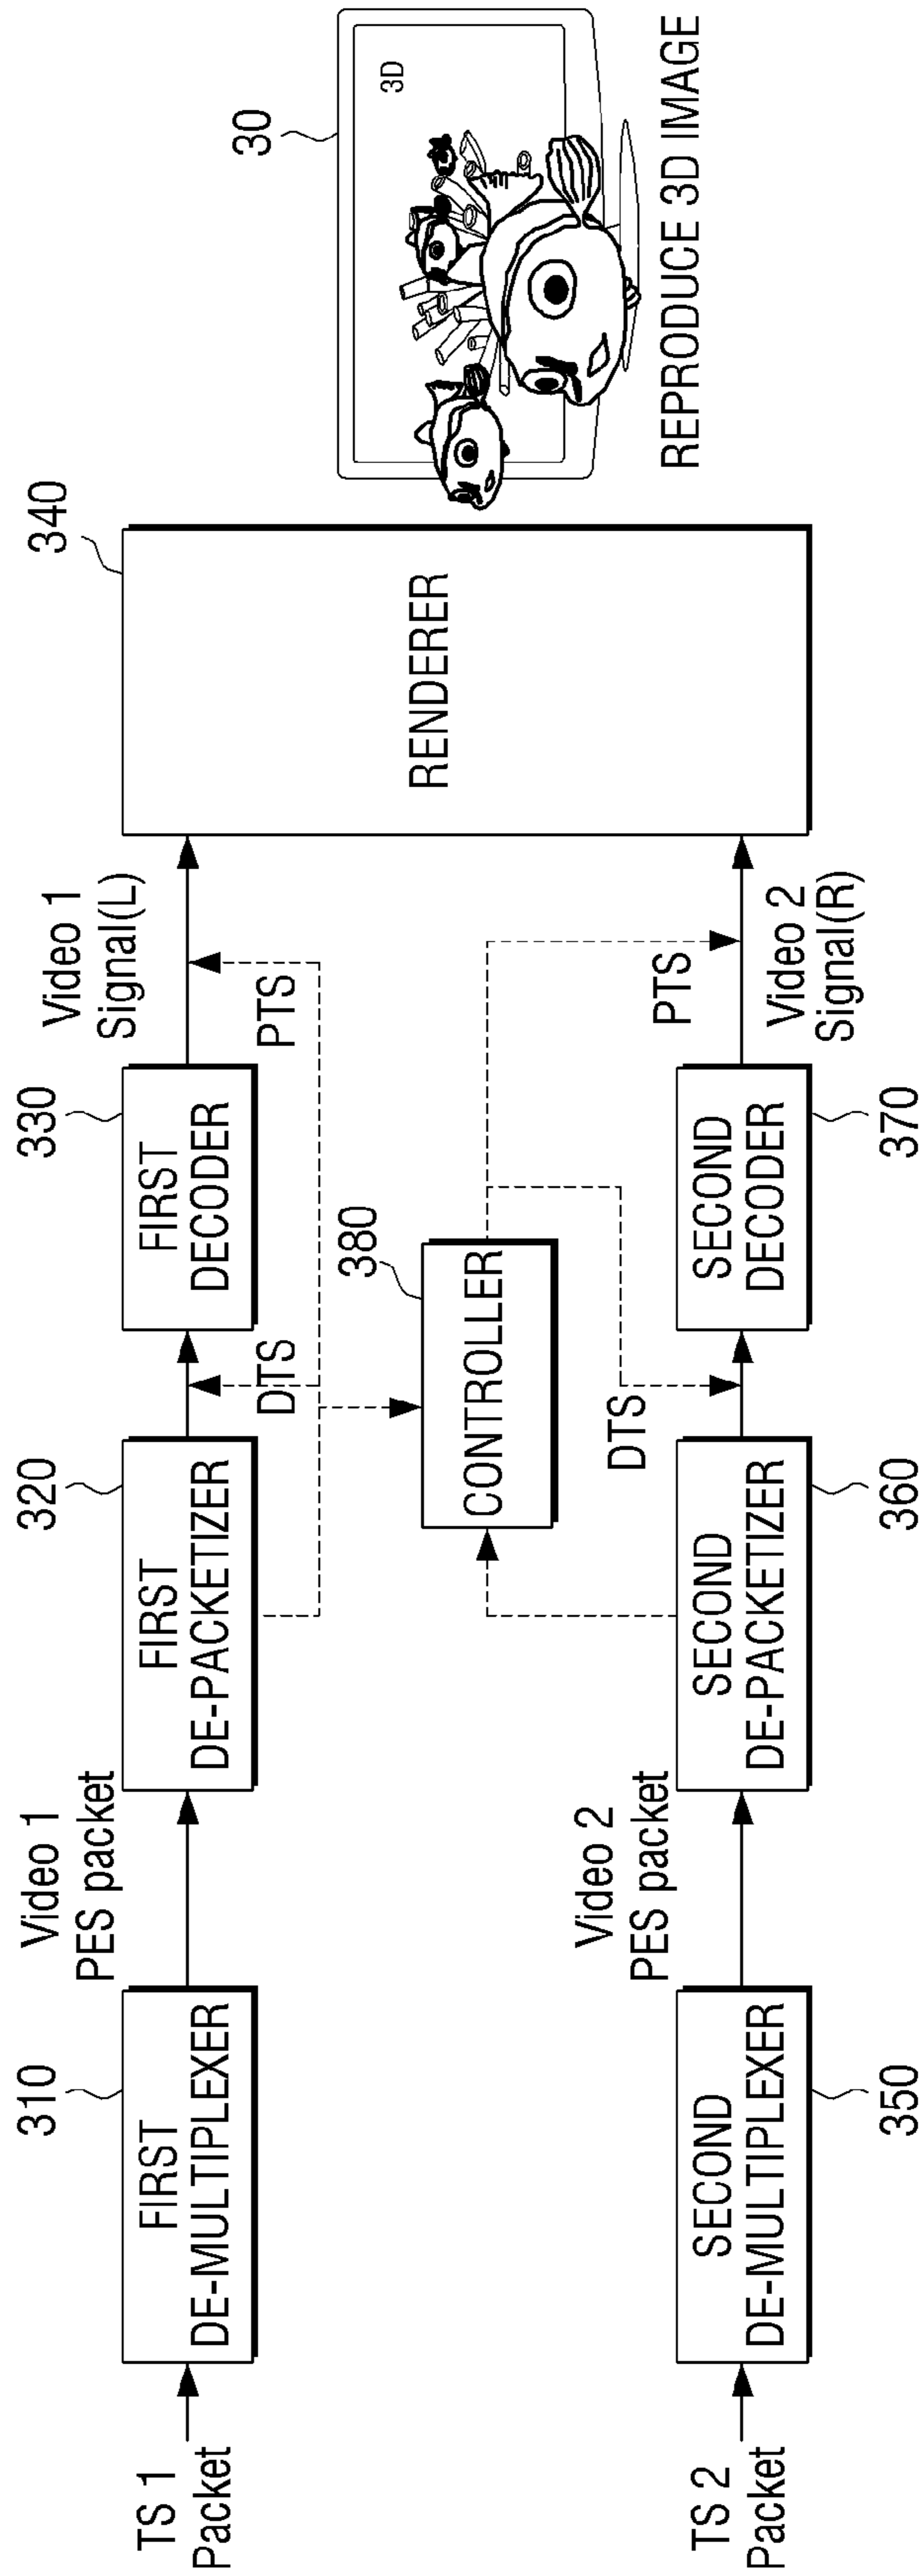 TS 1
Packet
310
FIRST
DE-MULTIPLEXER
Video 1
PES packet
320
FIRST
DE-PACKETIZER
DTS
330
FIRST
DECODER
PTS
Video 1
Signal(L)
340
RENDERER
30
3D
REPRODUCE 3D IMAGE
380
CONTROLLER
TS 2
Packet
SECOND
DE-MULTIPLEXER
350
Video 2
PES packet
SECOND
DE-PACKETIZER
360
DTS
SECOND
DECODER
370
PTS
Video 2
Signal(R)